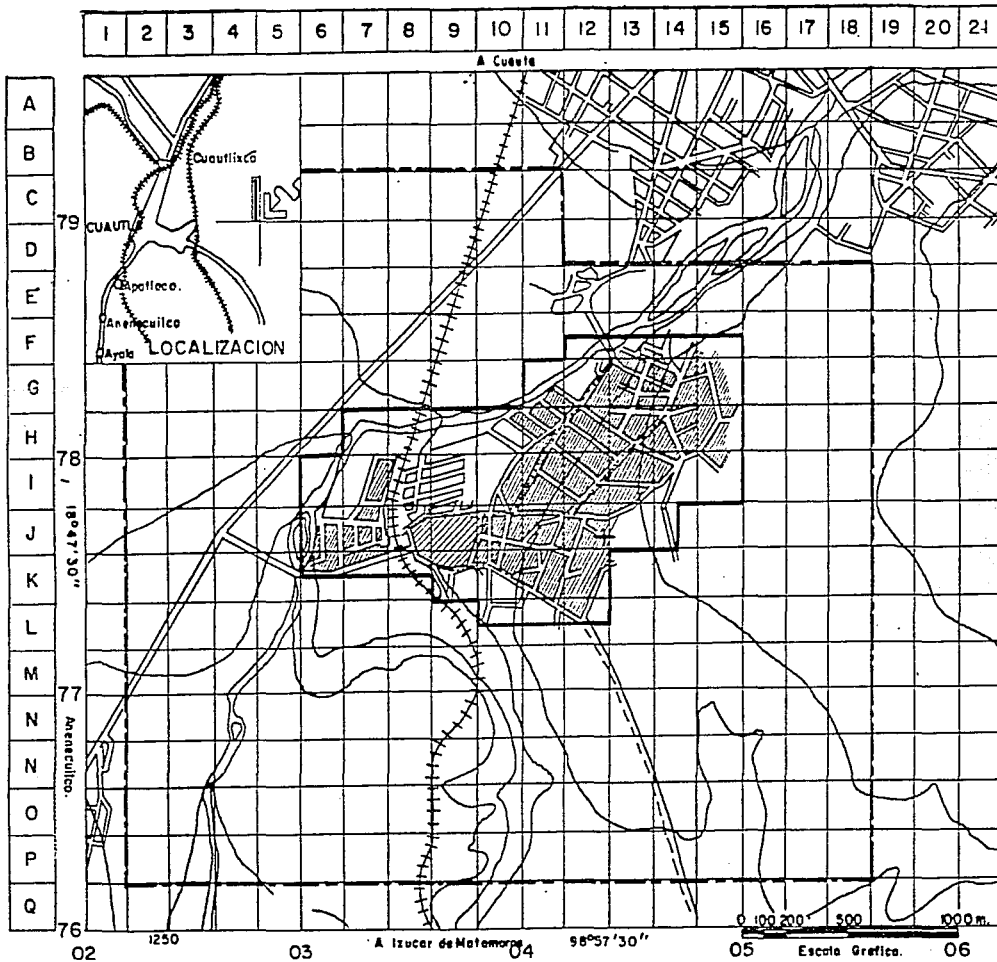 1 2 3 4 5 6 7 8 9 10 11 12 13 14 15 16 17 18 19 20 21
A Cuauta
A
B
C
D
E
F
G
H
I
J
K
L
M
N
N
O
P
Q
79
78
77
76
18°47'30"
Anenecuilco.
Cuautlixco
CUAUT
Apatlaco.
Anenecuilco
Ayala
LOCALIZACION
0 100 200 500 1000 m.
Escala Grafica.
1250
A Izucar de Matamoros
98°57'30"
02 03 04 05 06